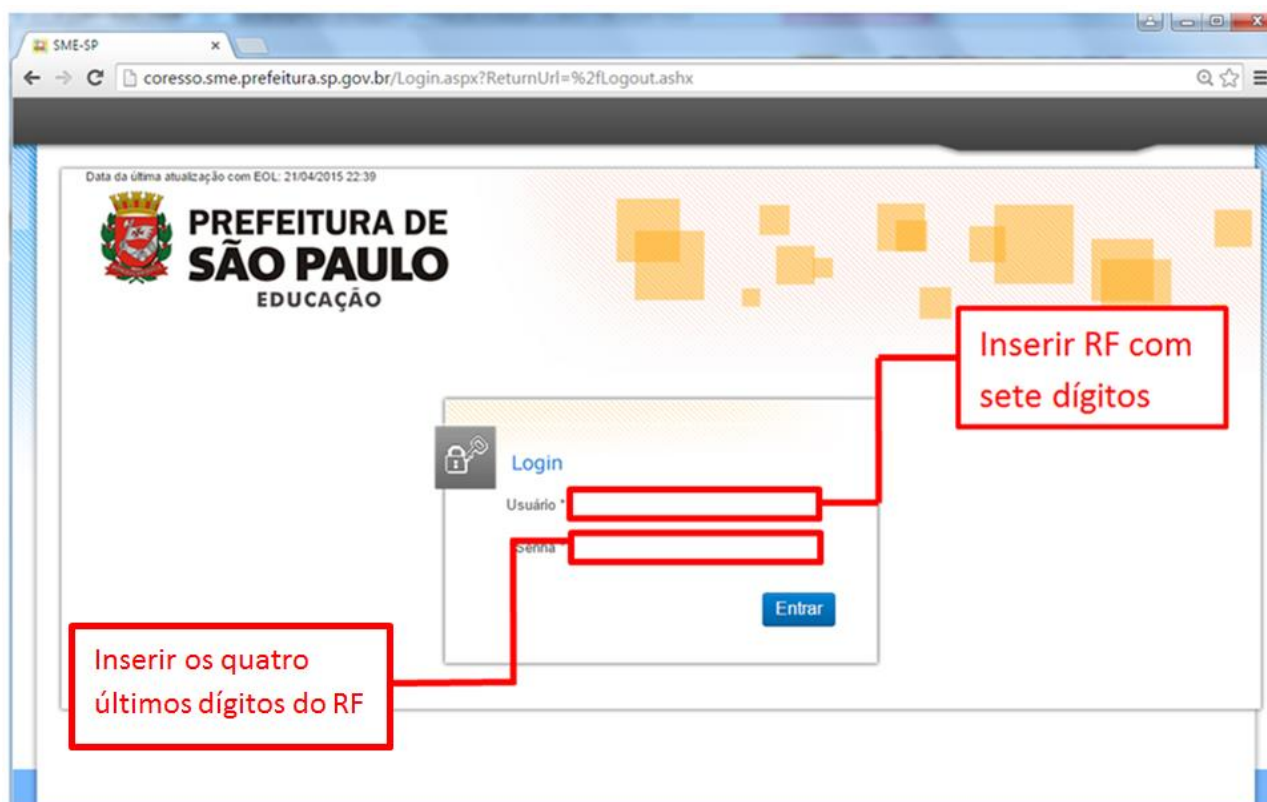 SME-SP
coresso.sme.prefeitura.sp.gov.br/Login.aspx?ReturnUrl=%2fLogout.ashx
Data da última atualização com EOL: 21/04/2015 22:39
PREFEITURA DE
SÃO PAULO
EDUCAÇÃO
Inserir RF com
sete dígitos
Login
Usuário *
Senha *
Entrar
Inserir os quatro
últimos dígitos do RF